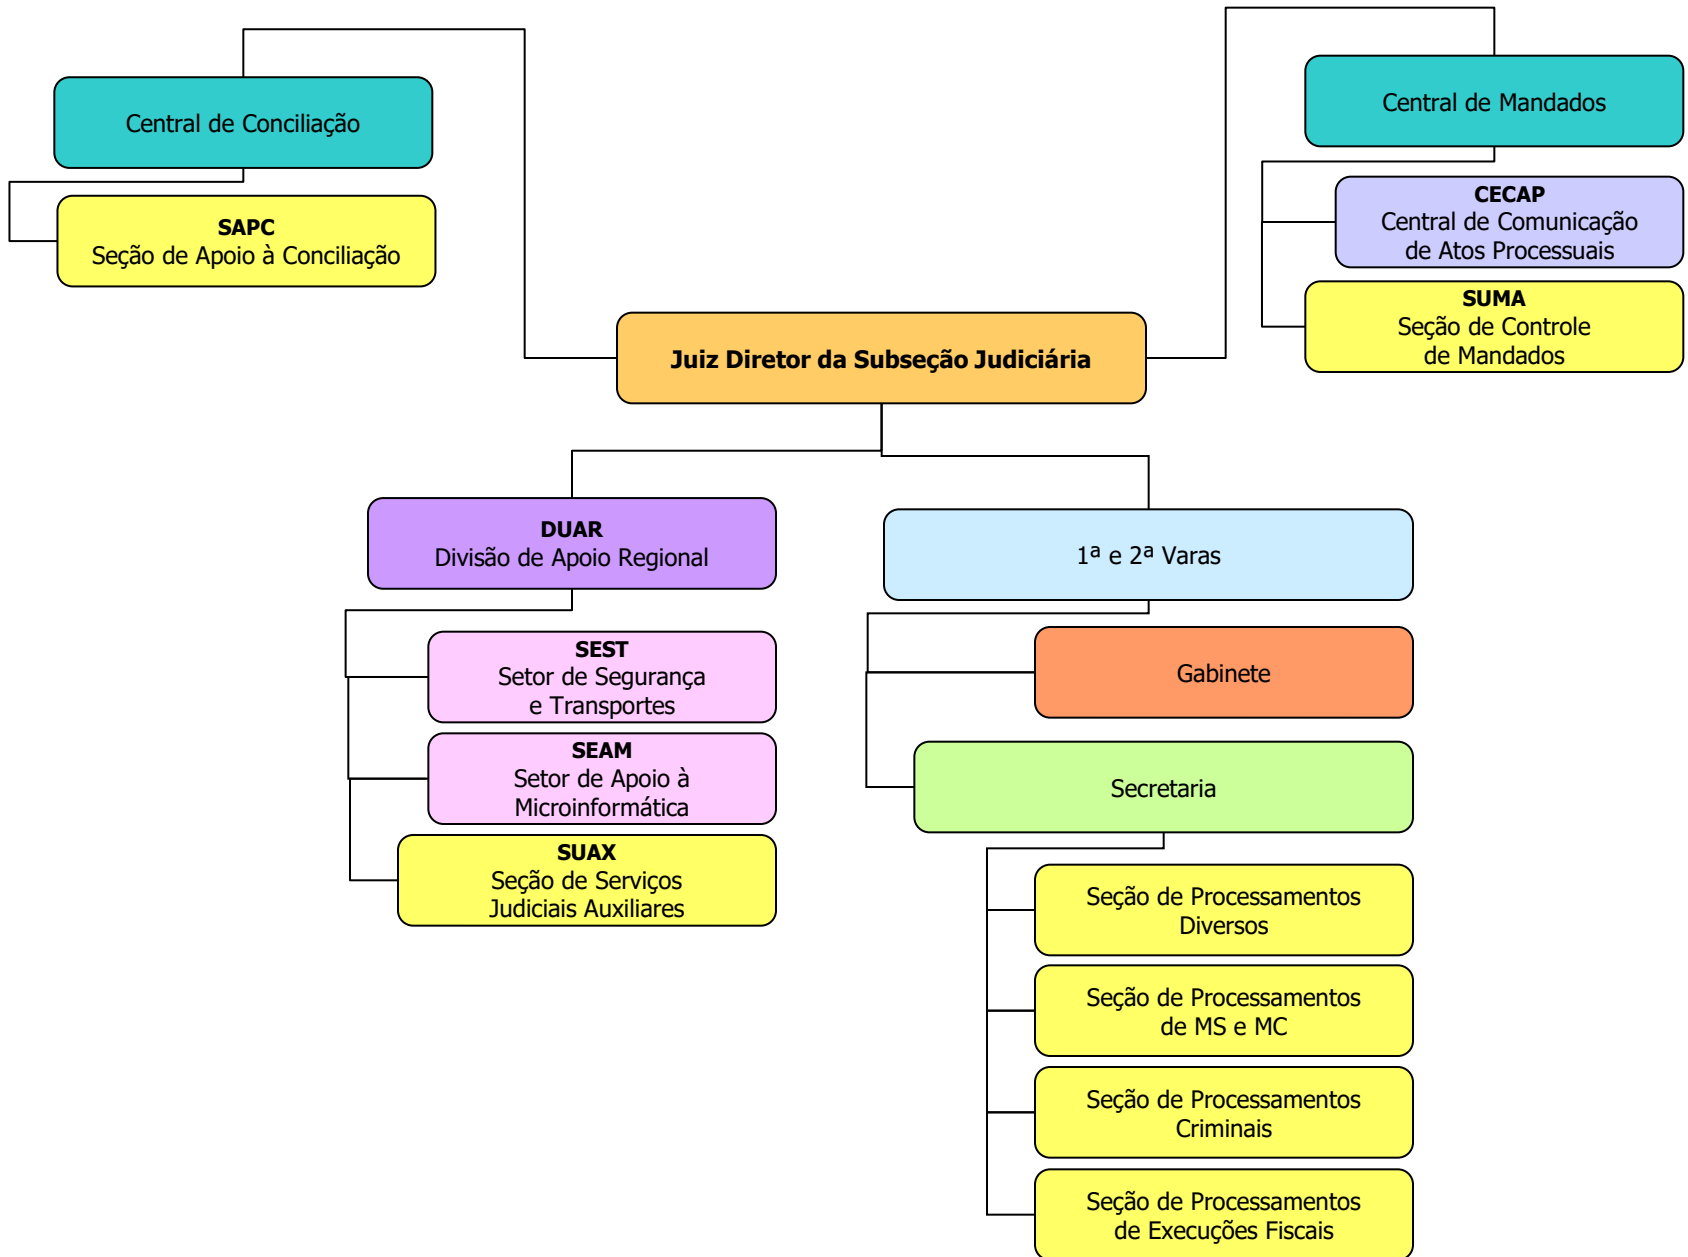 Central de Conciliação
SAPC
Seção de Apoio à Conciliação
Central de Mandados
CECAP
Central de Comunicação
de Atos Processuais
SUMA
Seção de Controle
de Mandados
Juiz Diretor da Subseção Judiciária
DUAR
Divisão de Apoio Regional
SEST
Setor de Segurança
e Transportes
SEAM
Setor de Apoio à
Microinformática
SUAX
Seção de Serviços
Judiciais Auxiliares
1ª e 2ª Varas
Gabinete
Secretaria
Seção de Processamentos
Diversos
Seção de Processamentos
de MS e MC
Seção de Processamentos
Criminais
Seção de Processamentos
de Execuções Fiscais